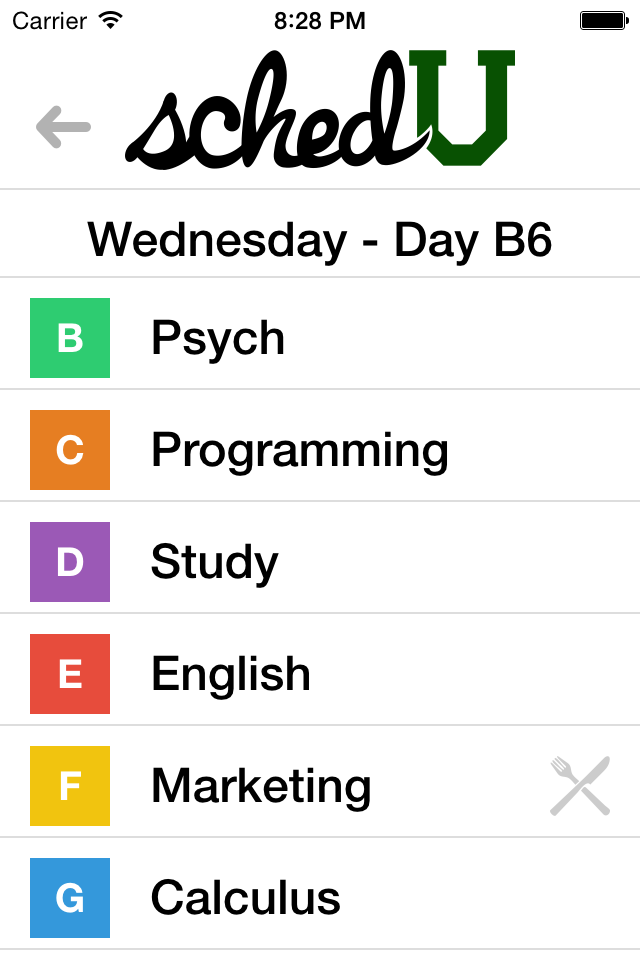 Carrier 8:28 PM
schedU
Wednesday - Day B6
B Psych
C Programming
D Study
E English
F Marketing
G Calculus